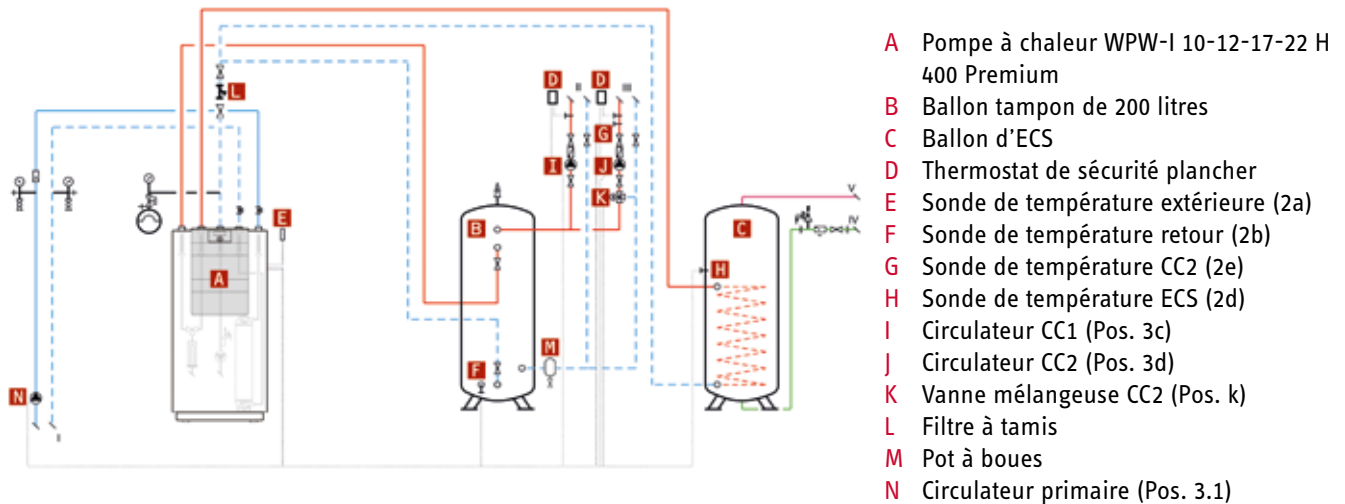 L
D
II
D
III
G
I
J
K
V
IV
E
B
C
A
H
M
F
N
I
A Pompe à chaleur WPW-I 10-12-17-22 H
400 Premium
B Ballon tampon de 200 litres
C Ballon d’ECS
D Thermostat de sécurité plancher
E Sonde de température extérieure (2a)
F Sonde de température retour (2b)
G Sonde de température CC2 (2e)
H Sonde de température ECS (2d)
I Circulateur CC1 (Pos. 3c)
J Circulateur CC2 (Pos. 3d)
K Vanne mélangeuse CC2 (Pos. k)
L Filtre à tamis
M Pot à boues
N Circulateur primaire (Pos. 3.1)